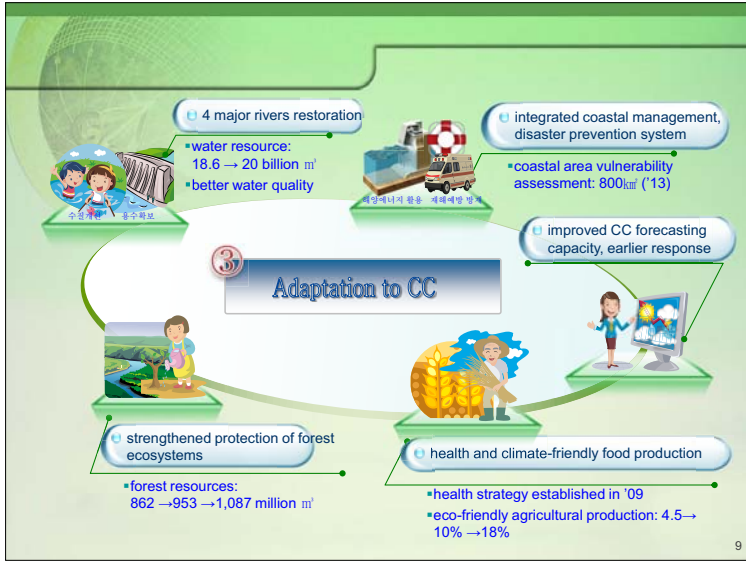 4 major rivers restoration
water resource:
18.6 → 20 billion ㎥
better water quality
수질개선 용수확보
integrated coastal management,
disaster prevention system
해양에너지 활용 재해예방 방재
coastal area vulnerability
assessment: 800㎢ ('13)
improved CC forecasting
capacity, earlier response
3
Adaptation to CC
strengthened protection of forest
ecosystems
forest resources:
862 →953 →1,087 million ㎥
health and climate-friendly food production
health strategy established in '09
eco-friendly agricultural production: 4.5→
10% →18%
9